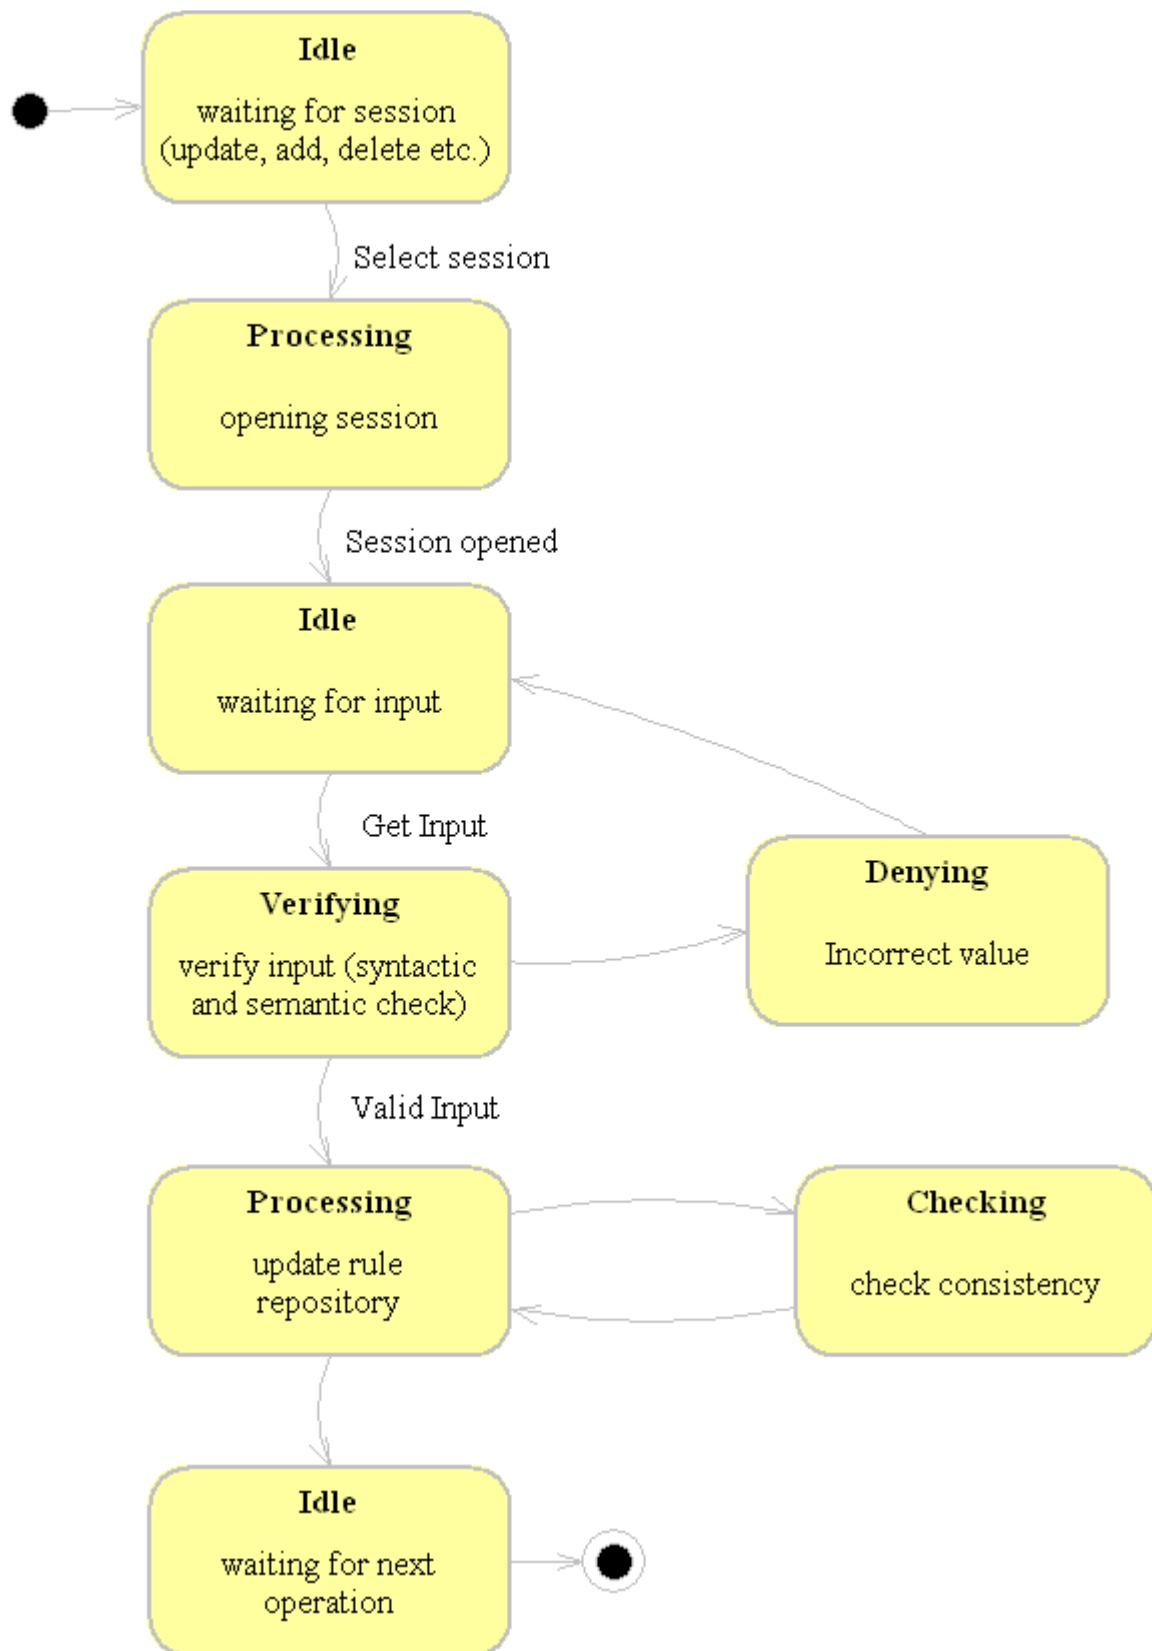 Idle
waiting for session
(update, add, delete etc.)
Select session
Processing
opening session
Session opened
Idle
waiting for input
Get Input
Denying
Incorrect value
Verifying
verify input (syntactic
and semantic check)
Valid Input
Processing
update rule
repository
Checking
check consistency
Idle
waiting for next
operation